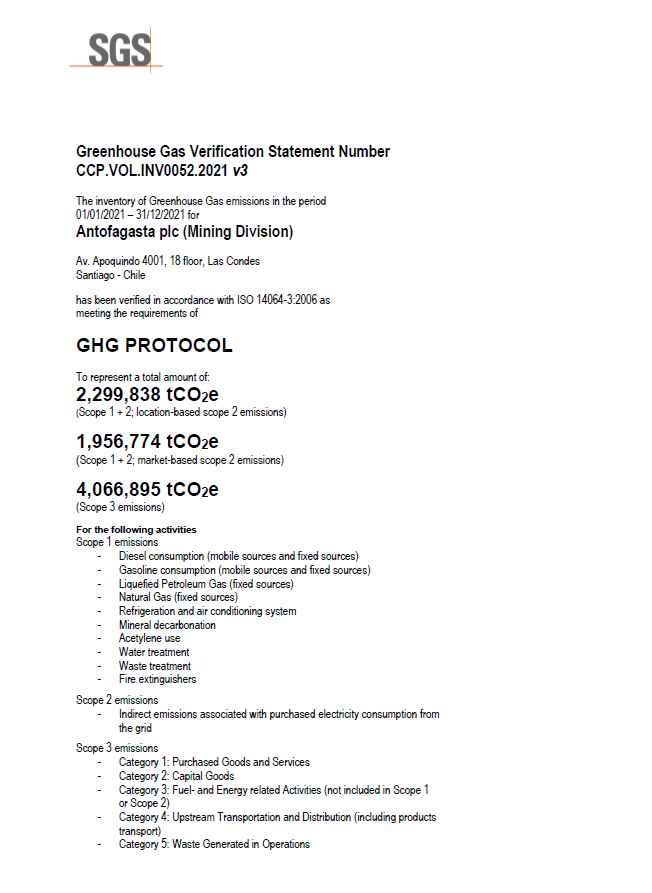 SGS
Greenhouse Gas Verification Statement Number
CCP.VOL.INV0052.2021 v3
The inventory of Greenhouse Gas emissions in the period
01/01/2021 – 31/12/2021 for
Antofagasta plc (Mining Division)
Av. Apoquindo 4001, 18 floor, Las Condes
Santiago - Chile
has been verified in accordance with ISO 14064-3:2006 as
meeting the requirements of
GHG PROTOCOL
To represent a total amount of:
2,299,838 tCO2e
(Scope 1 + 2; location-based scope 2 emissions)
1,956,774 tCO2e
(Scope 1 + 2; market-based scope 2 emissions)
4,066,895 tCO2e
(Scope 3 emissions)
For the following activities
Scope 1 emissions
- Diesel consumption (mobile sources and fixed sources)
- Gasoline consumption (mobile sources and fixed sources)
- Liquefied Petroleum Gas (fixed sources)
- Natural Gas (fixed sources)
- Refrigeration and air conditioning system
- Mineral decarbonation
- Acetylene use
- Water treatment
- Waste treatment
- Fire extinguishers
Scope 2 emissions
- Indirect emissions associated with purchased electricity consumption from
the grid
Scope 3 emissions
- Category 1: Purchased Goods and Services
- Category 2: Capital Goods
- Category 3: Fuel- and Energy related Activities (not included in Scope 1
or Scope 2)
- Category 4: Upstream Transportation and Distribution (including products
transport)
- Category 5: Waste Generated in Operations